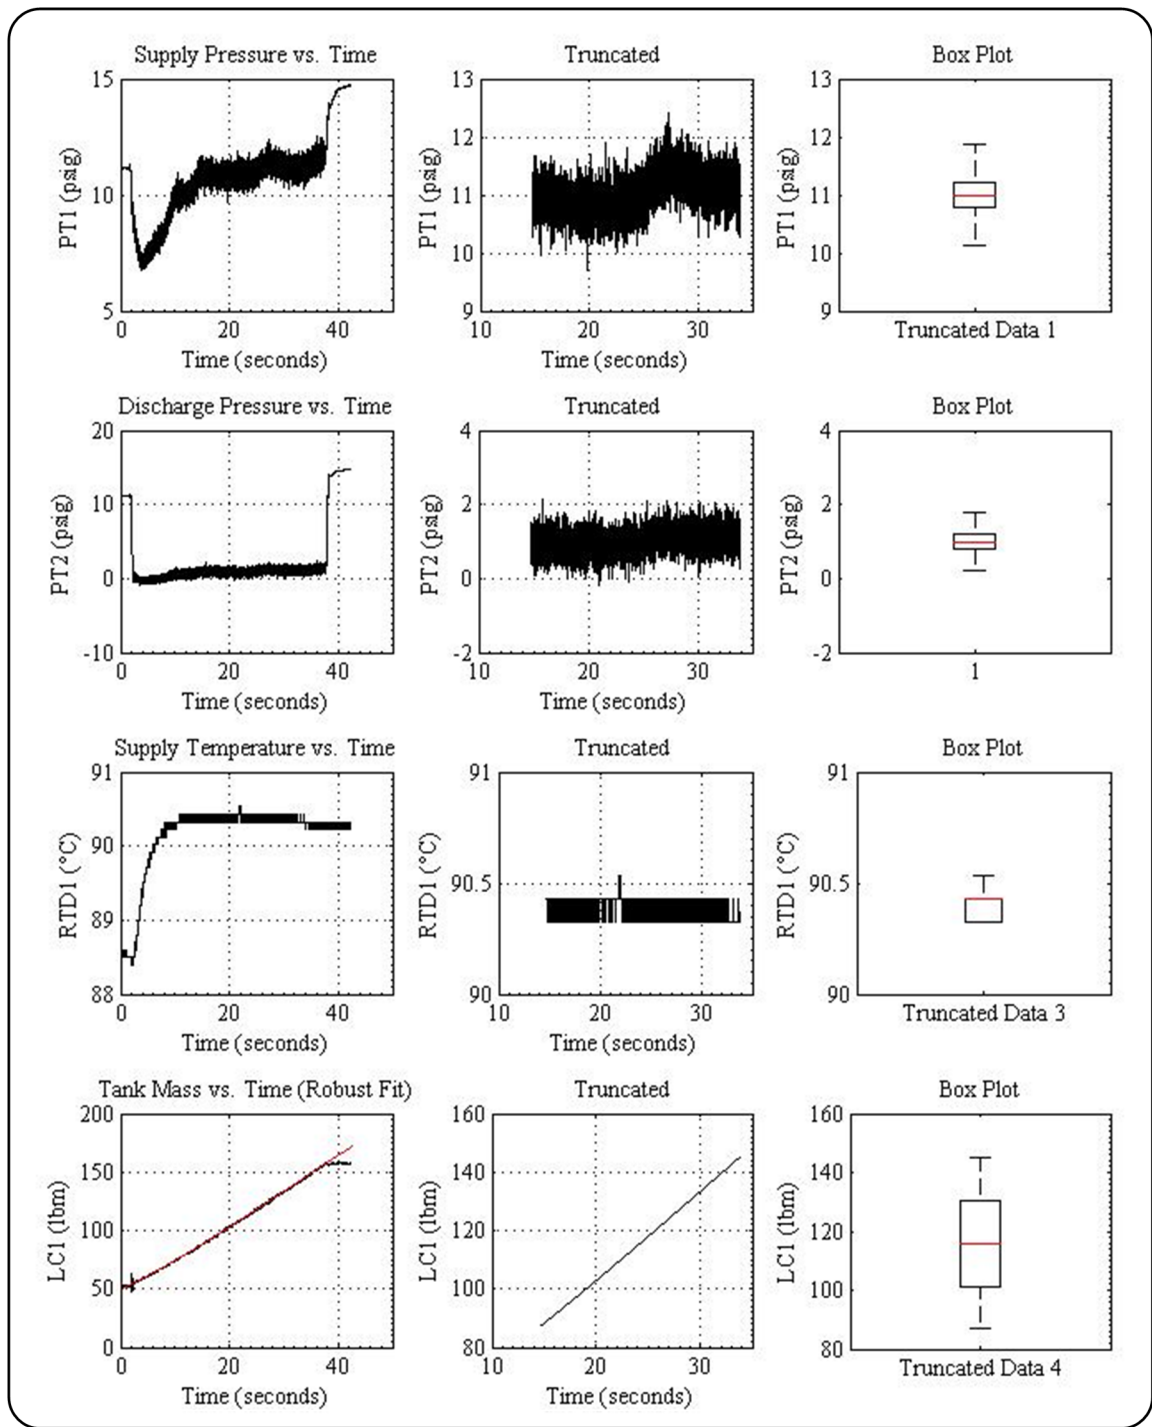 Supply Pressure vs. Time
Truncated
Box Plot
15
10
5
PT1 (psig)
0
20
40
Time (seconds)
13
12
11
10
9
PT1 (psig)
10
20
30
Time (seconds)
13
12
11
10
9
PT1 (psig)
Truncated Data 1
Discharge Pressure vs. Time
Truncated
Box Plot
20
10
0
-10
PT2 (psig)
0
20
40
Time (seconds)
4
2
0
-2
PT2 (psig)
10
20
30
Time (seconds)
4
2
0
-2
PT2 (psig)
1
Supply Temperature vs. Time
Truncated
Box Plot
91
90
89
88
RTD1 (°C)
0
20
40
Time (seconds)
91
90.5
90
RTD1 (°C)
10
20
30
Time (seconds)
91
90.5
90
RTD1 (°C)
Truncated Data 3
Tank Mass vs. Time (Robust Fit)
Truncated
Box Plot
200
150
100
50
0
LC1 (lbm)
0
20
40
Time (seconds)
160
140
120
100
80
LC1 (lbm)
10
20
30
Time (seconds)
160
140
120
100
80
LC1 (lbm)
Truncated Data 4